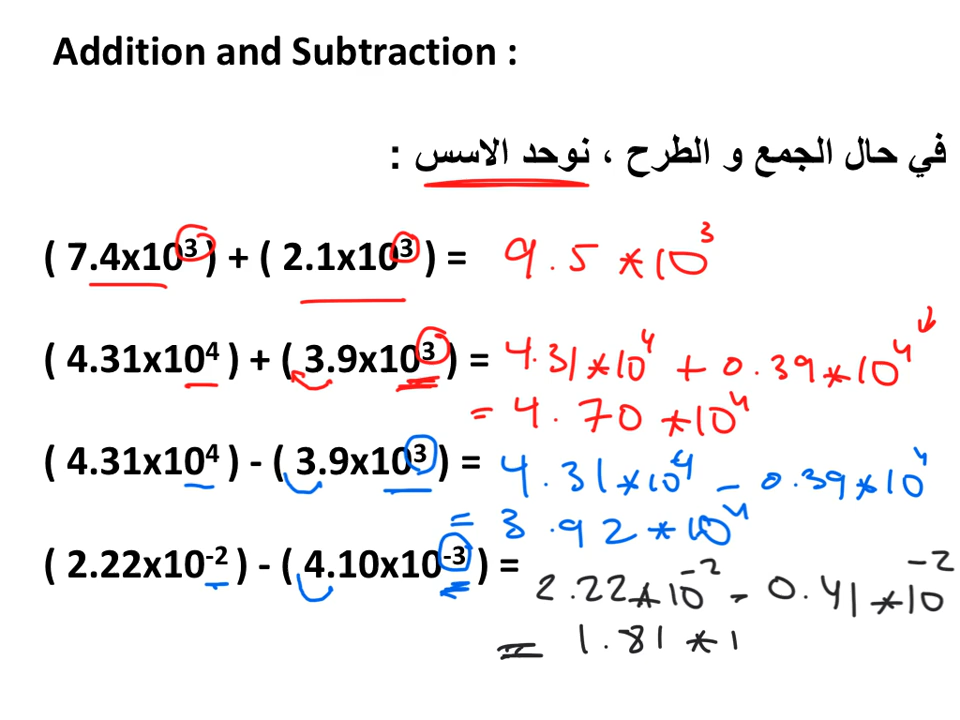 Addition and Subtraction :
في حال الجمع و الطرح ، نوحد الاسس :
( 7.4x10³ ) + ( 2.1x10³ ) = 9.5 * 10³
( 4.31x10⁴ ) + ( 3.9x10³ ) = 4.31 * 10⁴ + 0.39 * 10⁴
= 4.70 * 10⁴
( 4.31x10⁴ ) - ( 3.9x10³ ) = 4.31 * 10⁴ - 0.39 * 10⁴
= 3.92 * 10⁴
( 2.22x10⁻² ) - ( 4.10x10⁻³ ) =
2.22 * 10⁻² - 0.41 * 10⁻²
= 1.81 * 1